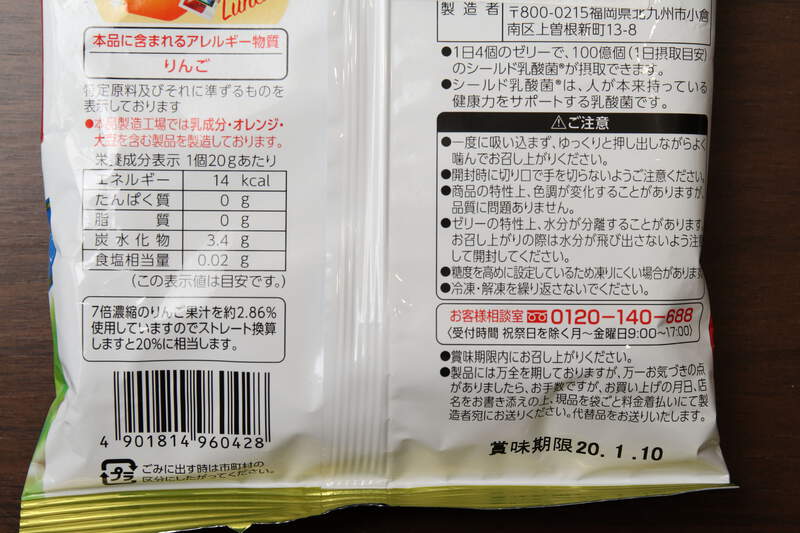 Lunch
本品に含まれるアレルギー物質
りんご
特定原料及びそれに準ずるものを
表示しております
●本品製造工場では乳成分・オレンジ・
大豆を含む製品を製造しております。
栄養成分表示 1個20gあたり
エネルギー 14 kcal
たんぱく質 0 g
脂質 0 g
炭水化物 3.4 g
食塩相当量 0.02 g
(この表示値は目安です。)
7倍濃縮のりんご果汁を約2.86%
使用していますのでストレート換算
しますと20%に相当します。
4 901814 960428
プラ
ごみに出す時は市町村の
区分にしたがってください。
製造者
〒800-0215福岡県北九州市小倉
南区上曽根新町13-8
●1日4個のゼリーで、100億個(1日摂取目安)
のシールド乳酸菌®が摂取できます。
●シールド乳酸菌®は、人が本来持っている
健康力をサポートする乳酸菌です。
⚠ご注意
●一度に吸い込まず、ゆっくりと押し出しながらよく
噛んでお召し上がりください。
●開封時に切り口で手を切らないようご注意ください。
●商品の特性上、色調が変化することがありますが、
品質に問題ありません。
●ゼリーの特性上、水分が分離することがあります。
お召し上がりの際は水分が飛び出さないよう注意
して開封してください。
●糖度を高めに設定しているため凍りにくい場合があります。
●冷凍・解凍を繰り返さないでください。
お客様相談室 0120-140-688
〈受付時間 祝祭日を除く月〜金曜日9:00〜17:00〉
●賞味期限内にお召し上がりください。
●製品には万全を期しておりますが、万一お気づきの点
がありましたら、お手数ですが、お買い上げの月日、店
名をお書き添えの上、現品を袋ごと料金着払いにて製
造者宛にお送りください。代替品をお送りいたします。
賞味期限20.1.10